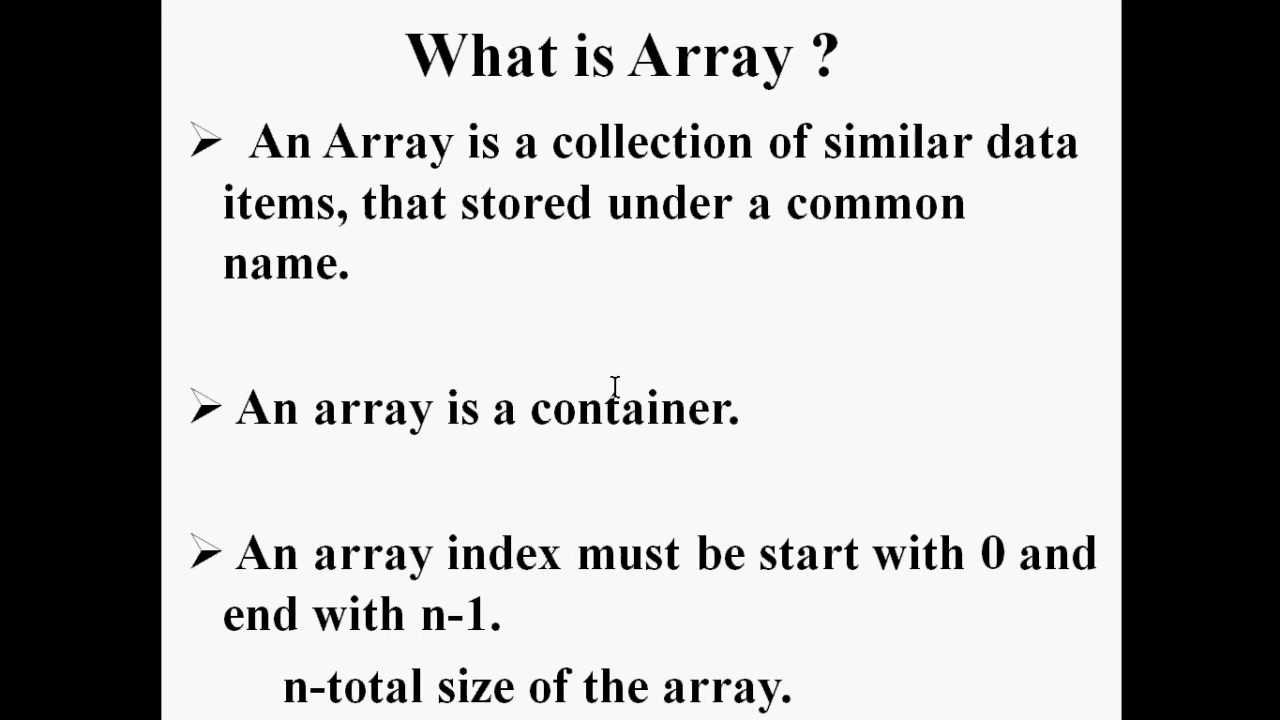 What is Array ?
➢ An Array is a collection of similar data
items, that stored under a common
name.
➢ An array is a container.
➢ An array index must be start with 0 and
end with n-1.
n-total size of the array.